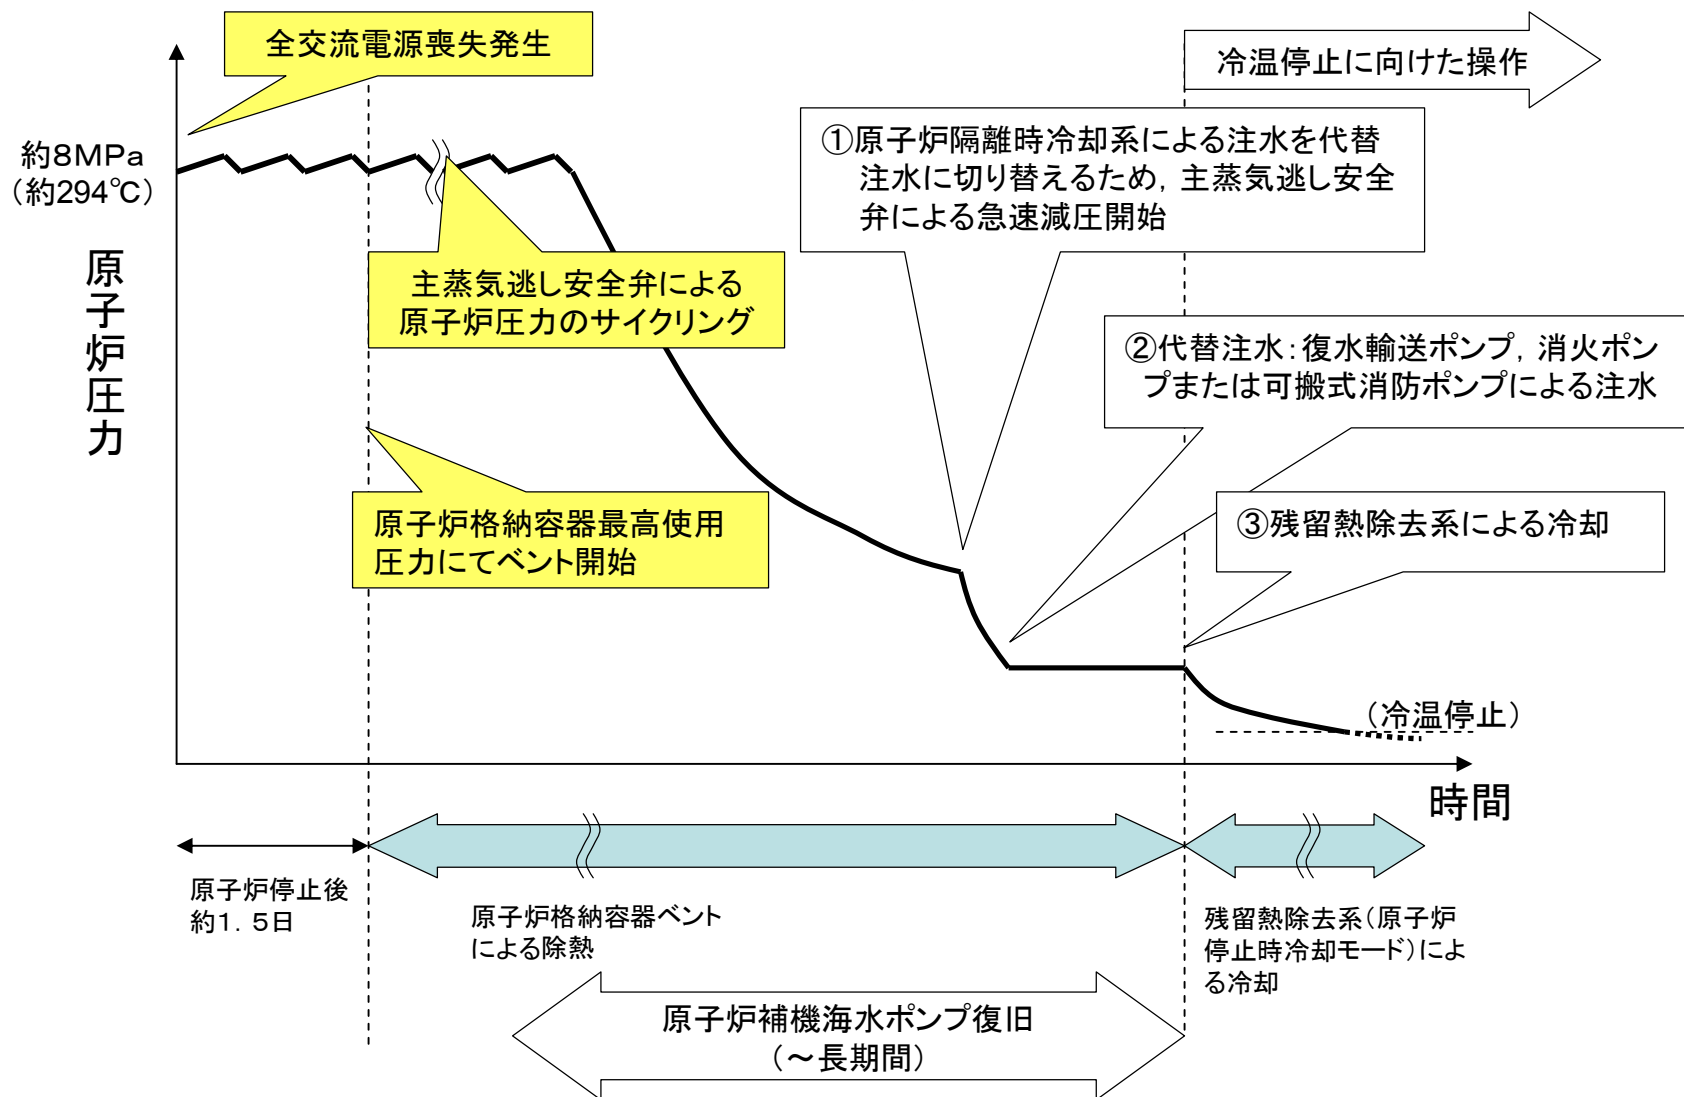 全交流電源喪失発生
冷温停止に向けた操作
①原子炉隔離時冷却系による注水を代替
注水に切り替えるため，主蒸気逃し安全
弁による急速減圧開始
約８ＭＰａ
（約294℃）
原子炉圧力
主蒸気逃し安全弁による
原子炉圧力のサイクリング
②代替注水：復水輸送ポンプ，消火ポン
プまたは可搬式消防ポンプによる注水
原子炉格納容器最高使用
圧力にてベント開始
③残留熱除去系による冷却
（冷温停止）
時間
原子炉停止後
約１．５日
原子炉格納容器ベント
による除熱
残留熱除去系（原子炉
停止時冷却モード）によ
る冷却
原子炉補機海水ポンプ復旧
（～長期間）